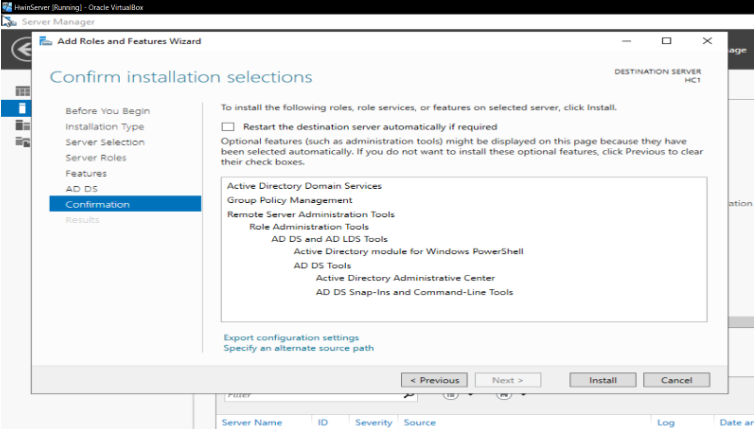 HwinServer [Running] - Oracle VirtualBox
Server Manager
Add Roles and Features Wizard
Confirm installation selections
DESTINATION SERVER
HC1
age
Before You Begin
Installation Type
Server Selection
Server Roles
Features
AD DS
Confirmation
Results
To install the following roles, role services, or features on selected server, click Install.
Restart the destination server automatically if required
Optional features (such as administration tools) might be displayed on this page because they have
been selected automatically. If you do not want to install these optional features, click Previous to clear
their check boxes.
Active Directory Domain Services
Group Policy Management
Remote Server Administration Tools
Role Administration Tools
AD DS and AD LDS Tools
Active Directory module for Windows PowerShell
AD DS Tools
Active Directory Administrative Center
AD DS Snap-Ins and Command-Line Tools
ation
Export configuration settings
Specify an alternate source path
< Previous
Next >
Install
Cancel
Filter
Server Name ID Severity Source Log Date an